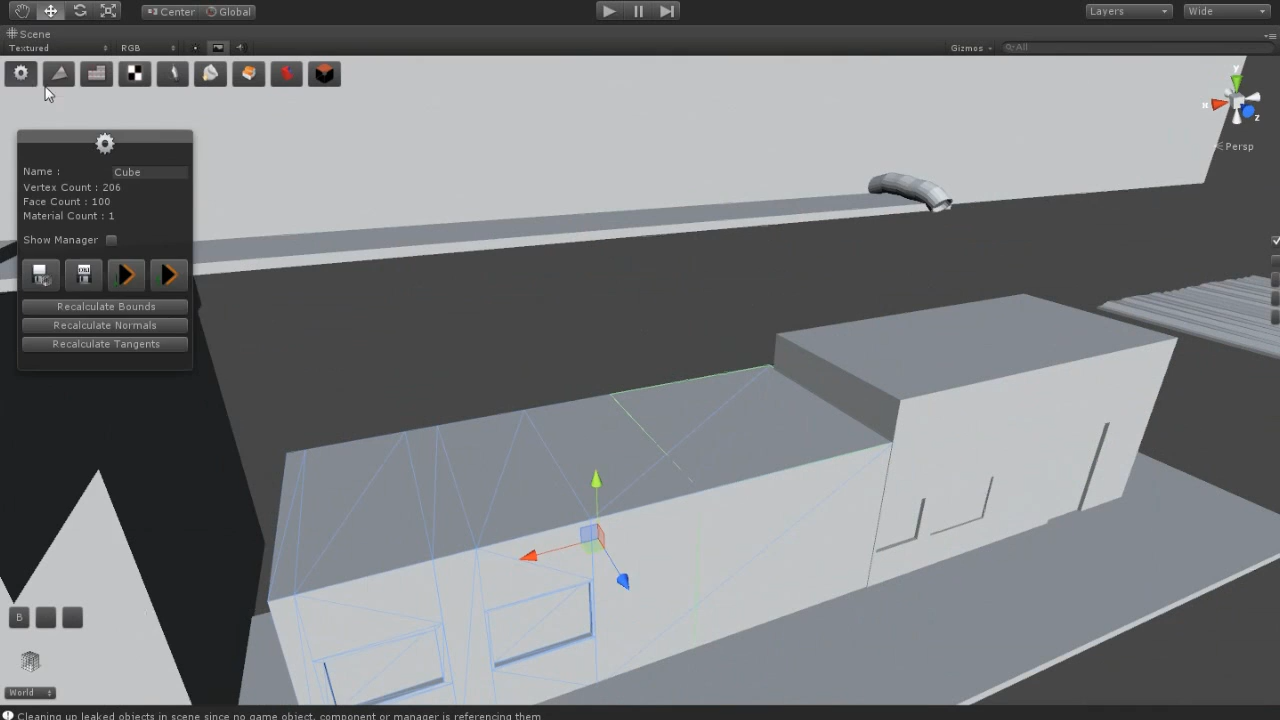 Center Global Layers Wide
Scene
Textured RGB Gizmos All
Y
X
Z
Persp
Name : Cube
Vertex Count : 206
Face Count : 100
Material Count : 1
Show Manager
OBJ
Recalculate Bounds
Recalculate Normals
Recalculate Tangents
B
World
Cleaning up leaked objects in scene since no game object, component or manager is referencing them